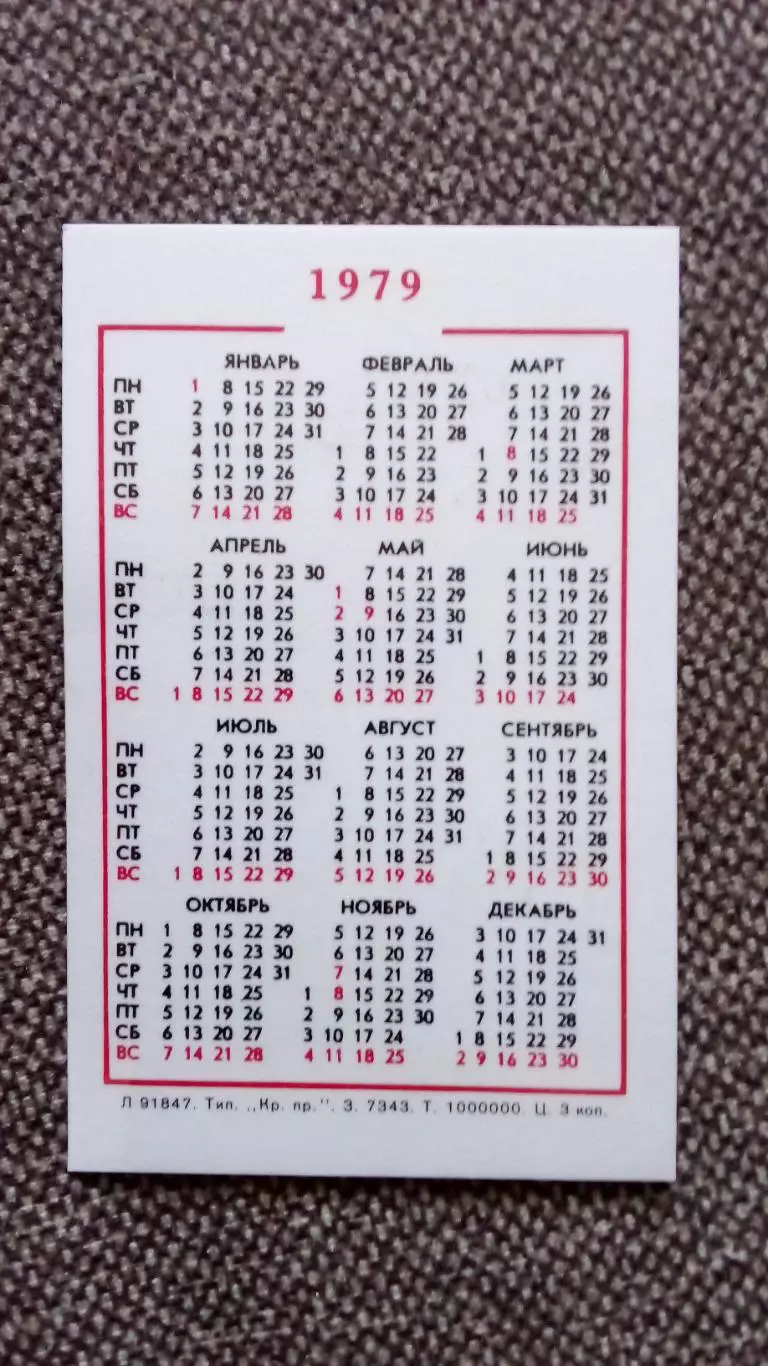 1979
ЯНВАРЬ ФЕВРАЛЬ МАРТ
ПН 1 8 15 22 29 5 12 19 26 5 12 19 26
ВТ 2 9 16 23 30 6 13 20 27 6 13 20 27
СР 3 10 17 24 31 7 14 21 28 7 14 21 28
ЧТ 4 11 18 25 1 8 15 22 1 8 15 22 29
ПТ 5 12 19 26 2 9 16 23 2 9 16 23 30
СБ 6 13 20 27 3 10 17 24 3 10 17 24 31
ВС 7 14 21 28 4 11 18 25 4 11 18 25
АПРЕЛЬ МАЙ ИЮНЬ
ПН 2 9 16 23 30 7 14 21 28 4 11 18 25
ВТ 3 10 17 24 1 8 15 22 29 5 12 19 26
СР 4 11 18 25 2 9 16 23 30 6 13 20 27
ЧТ 5 12 19 26 3 10 17 24 31 7 14 21 28
ПТ 6 13 20 27 4 11 18 25 1 8 15 22 29
СБ 7 14 21 28 5 12 19 26 2 9 16 23 30
ВС 1 8 15 22 29 6 13 20 27 3 10 17 24
ИЮЛЬ АВГУСТ СЕНТЯБРЬ
ПН 2 9 16 23 30 6 13 20 27 3 10 17 24
ВТ 3 10 17 24 31 7 14 21 28 4 11 18 25
СР 4 11 18 25 1 8 15 22 29 5 12 19 26
ЧТ 5 12 19 26 2 9 16 23 30 6 13 20 27
ПТ 6 13 20 27 3 10 17 24 31 7 14 21 28
СБ 7 14 21 28 4 11 18 25 1 8 15 22 29
ВС 1 8 15 22 29 5 12 19 26 2 9 16 23 30
ОКТЯБРЬ НОЯБРЬ ДЕКАБРЬ
ПН 1 8 15 22 29 5 12 19 26 3 10 17 24 31
ВТ 2 9 16 23 30 6 13 20 27 4 11 18 25
СР 3 10 17 24 31 7 14 21 28 5 12 19 26
ЧТ 4 11 18 25 1 8 15 22 29 6 13 20 27
ПТ 5 12 19 26 2 9 16 23 30 7 14 21 28
СБ 6 13 20 27 3 10 17 24 1 8 15 22 29
ВС 7 14 21 28 4 11 18 25 2 9 16 23 30
Л 91847. Тип. „Кр. пр.". З. 7343. Т. 1000000. Ц. 3 коп.